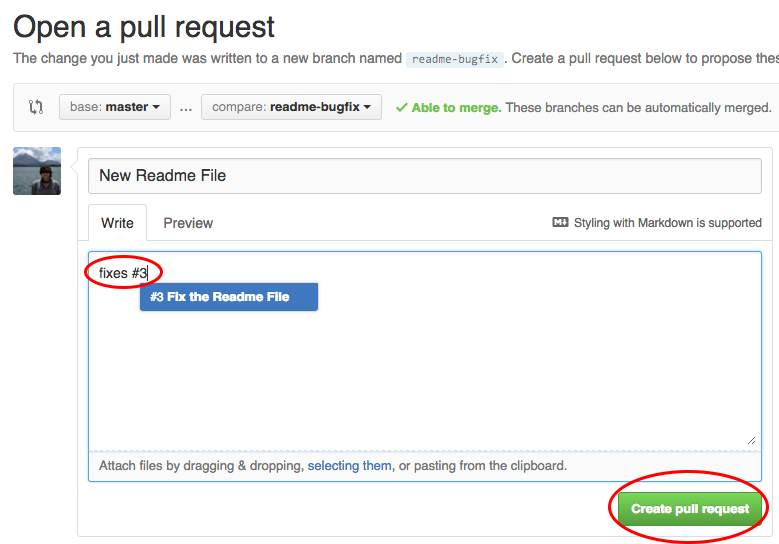 Open a pull request
The change you just made was written to a new branch named readme-bugfix. Create a pull request below to propose thes
base: master ... compare: readme-bugfix Able to merge. These branches can be automatically merged.
New Readme File
Write Preview Styling with Markdown is supported
fixes #3
#3 Fix the Readme File
Attach files by dragging & dropping, selecting them, or pasting from the clipboard.
Create pull request